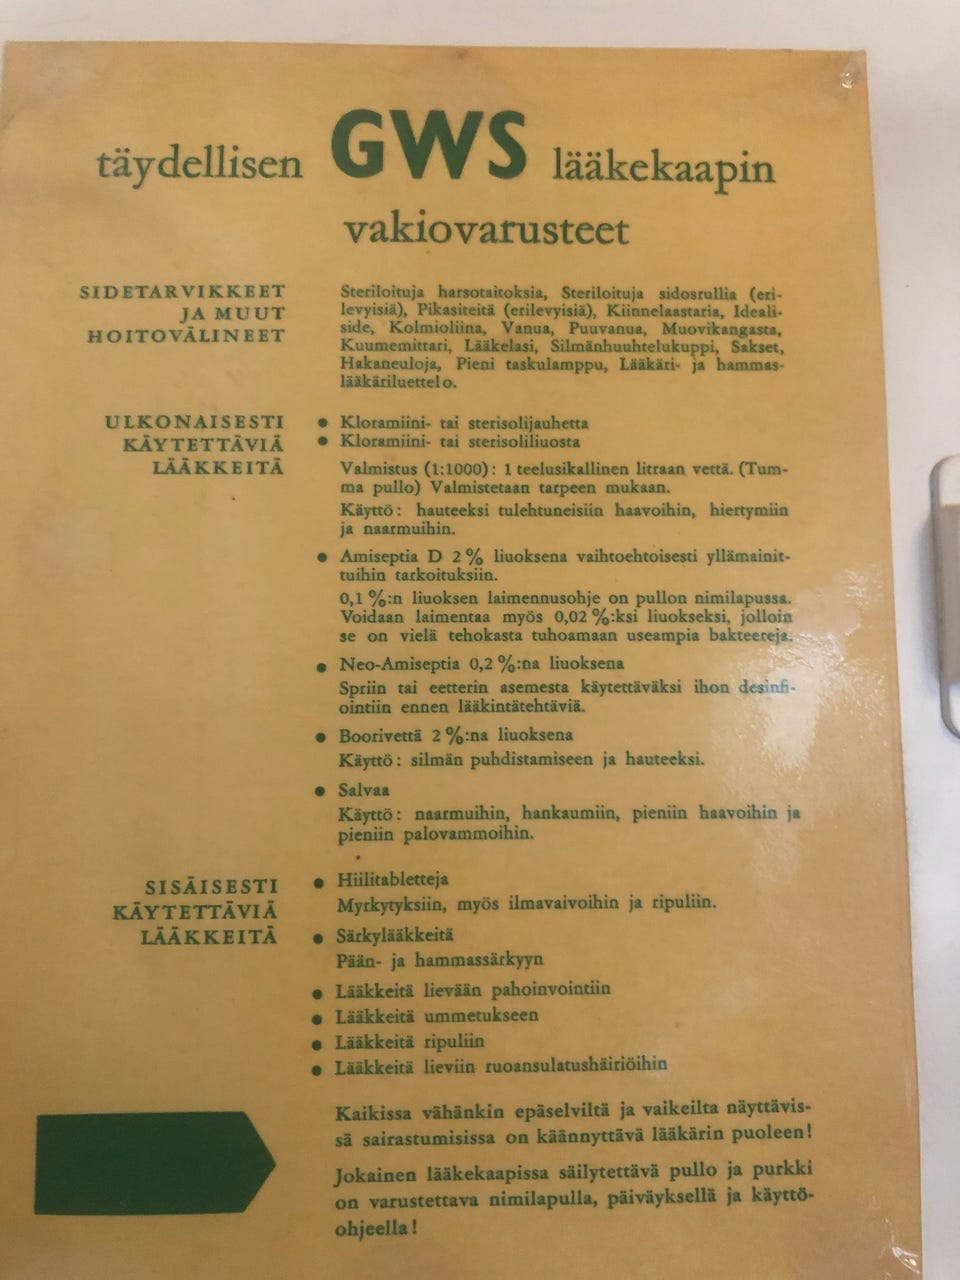 täydellisen GWS lääkekaapin
vakiovarusteet
SIDETARVIKKEET
JA MUUT
HOITOVÄLINEET
Steriloituja harsotaitoksia, Steriloituja sidosrullia (eri-
levyisiä), Pikasiteitä (erilevyisiä), Kiinnelaastaria, Ideali-
side, Kolmioliina, Vanua, Puuvanua, Muovikangasta,
Kuumemittari, Lääkelasi, Silmänhuuhtelukuppi, Sakset,
Hakaneuloja, Pieni taskulamppu, Lääkäri- ja hammas-
lääkäriluettelo.
ULKONAISESTI
KÄYTETTÄVIÄ
LÄÄKKEITÄ
● Kloramiini- tai sterisolijauhetta
● Kloramiini- tai sterisoliliuosta
Valmistus (1:1000): 1 teelusikallinen litraan vettä. (Tum-
ma pullo) Valmistetaan tarpeen mukaan.
Käyttö: hauteeksi tulehtuneisiin haavoihin, hiertymiin
ja naarmuihin.
● Amiseptia D 2 % liuoksena vaihtoehtoisesti yllämainit-
tuihin tarkoituksiin.
0,1 %:n liuoksen laimennusohje on pullon nimilapussa.
Voidaan laimentaa myös 0,02 %:ksi liuokseksi, jolloin
se on vielä tehokasta tuhoamaan useampia bakteereja.
● Neo-Amiseptia 0,2 %:na liuoksena
Spriin tai eetterin asemesta käytettäväksi ihon desinfi-
ointiin ennen lääkintätehtäviä.
● Boorivettä 2 %:na liuoksena
Käyttö: silmän puhdistamiseen ja hauteeksi.
● Salvaa
Käyttö: naarmuihin, hankaumiin, pieniin haavoihin ja
pieniin palovammoihin.
SISÄISESTI
KÄYTETTÄVIÄ
LÄÄKKEITÄ
● Hiilitabletteja
Myrkytyksiin, myös ilmavaivoihin ja ripuliin.
● Särkylääkkeitä
Pään- ja hammassärkyyn
● Lääkkeitä lievään pahoinvointiin
● Lääkkeitä ummetukseen
● Lääkkeitä ripuliin
● Lääkkeitä lieviin ruoansulatushäiriöihin
Kaikissa vähänkin epäselviltä ja vaikeilta näyttävis-
sä sairastumisissa on käännyttävä lääkärin puoleen!
Jokainen lääkekaapissa säilytettävä pullo ja purkki
on varustettava nimilapulla, päiväyksellä ja käyttö-
ohjeella!